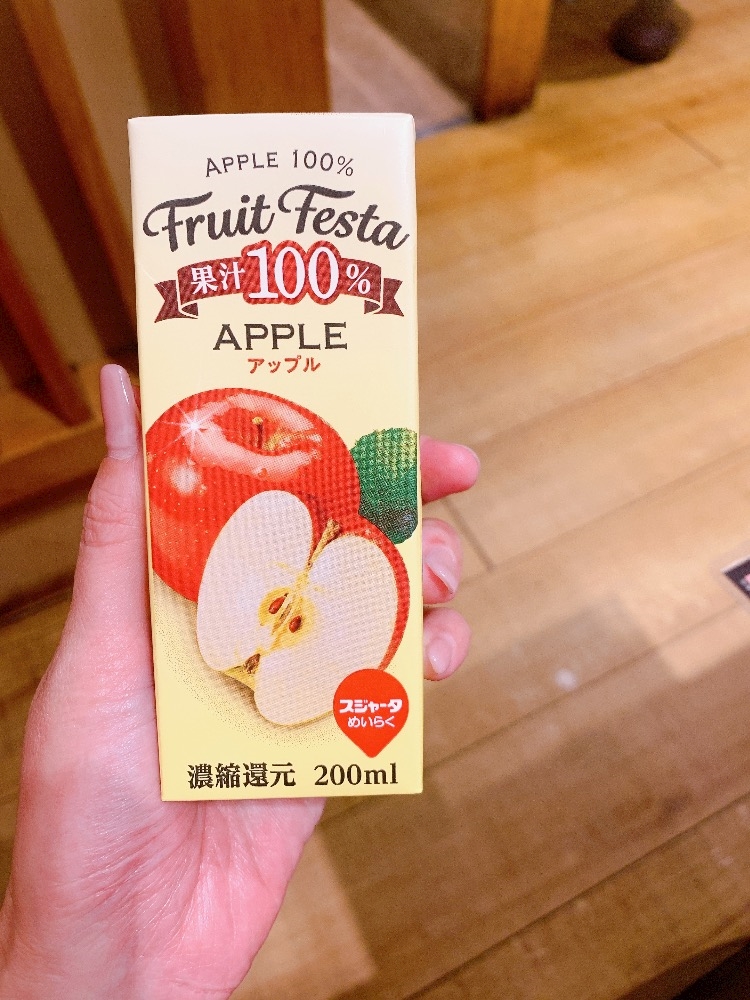 APPLE 100%
Fruit Festa
果汁100%
APPLE
アップル
スジャータ
めいらく
濃縮還元 200ml